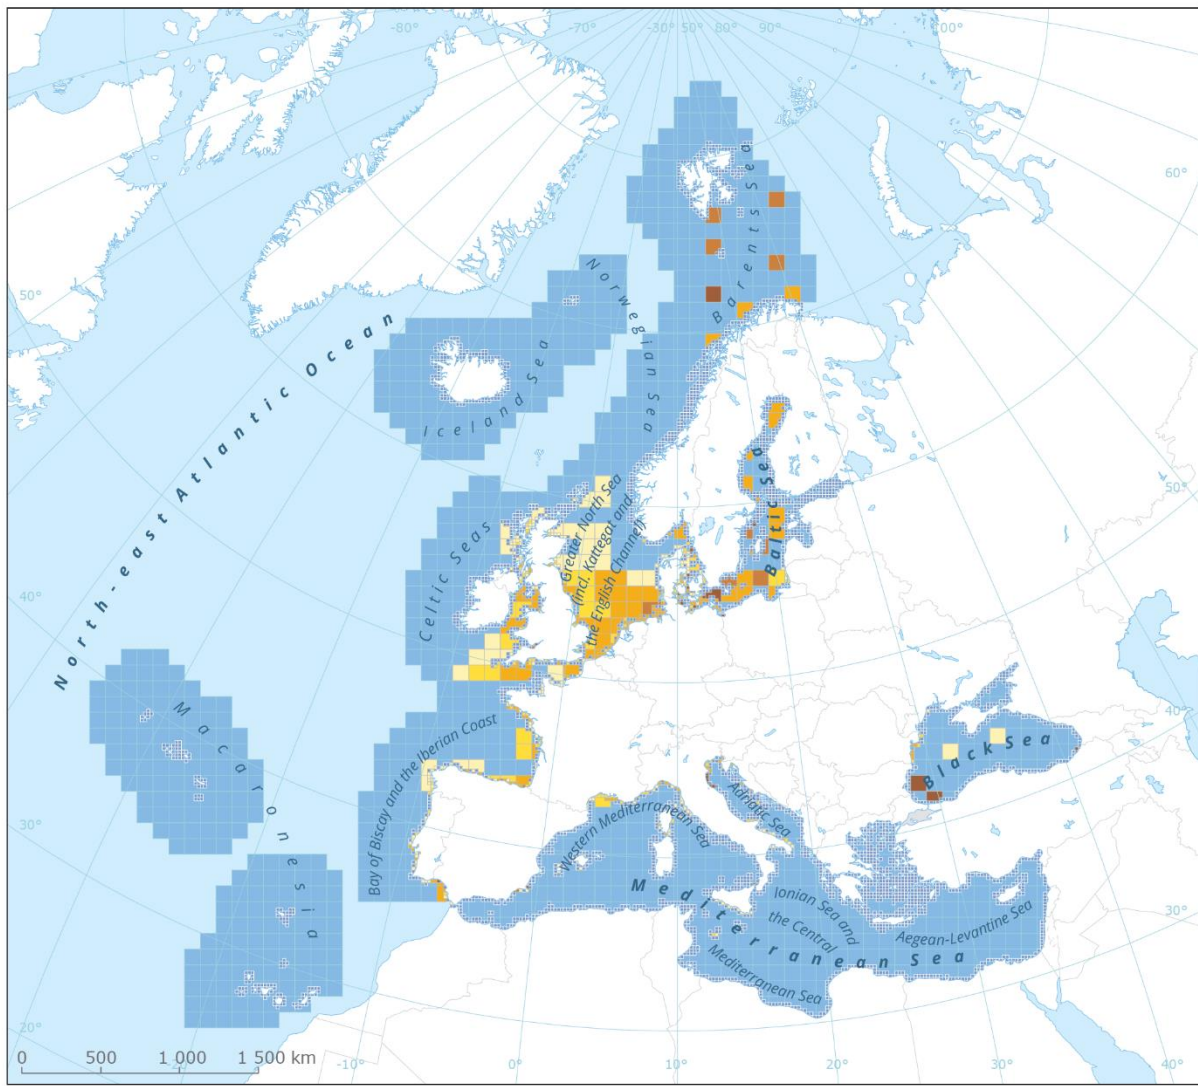 -80°
-70°
-30°
50°
80°
90°
100°
60°
50°
50°
40°
40°
30°
30°
20°
-10°
0°
10°
20°
30°
40°
North-east Atlantic Ocean
Barents Sea
Norwegian Sea
Iceland Sea
Celtic Seas
Greater North Sea
(incl. Kattegat and
the English Channel)
Baltic Sea
Macaronesia
Bay of Biscay and the Iberian Coast
Black Sea
Adriatic Sea
Western Mediterranean Sea
Mediterranean Sea
Ionian Sea and
the Central
Mediterranean Sea
Aegean-Levantine Sea
0 500 1 000 1 500 km